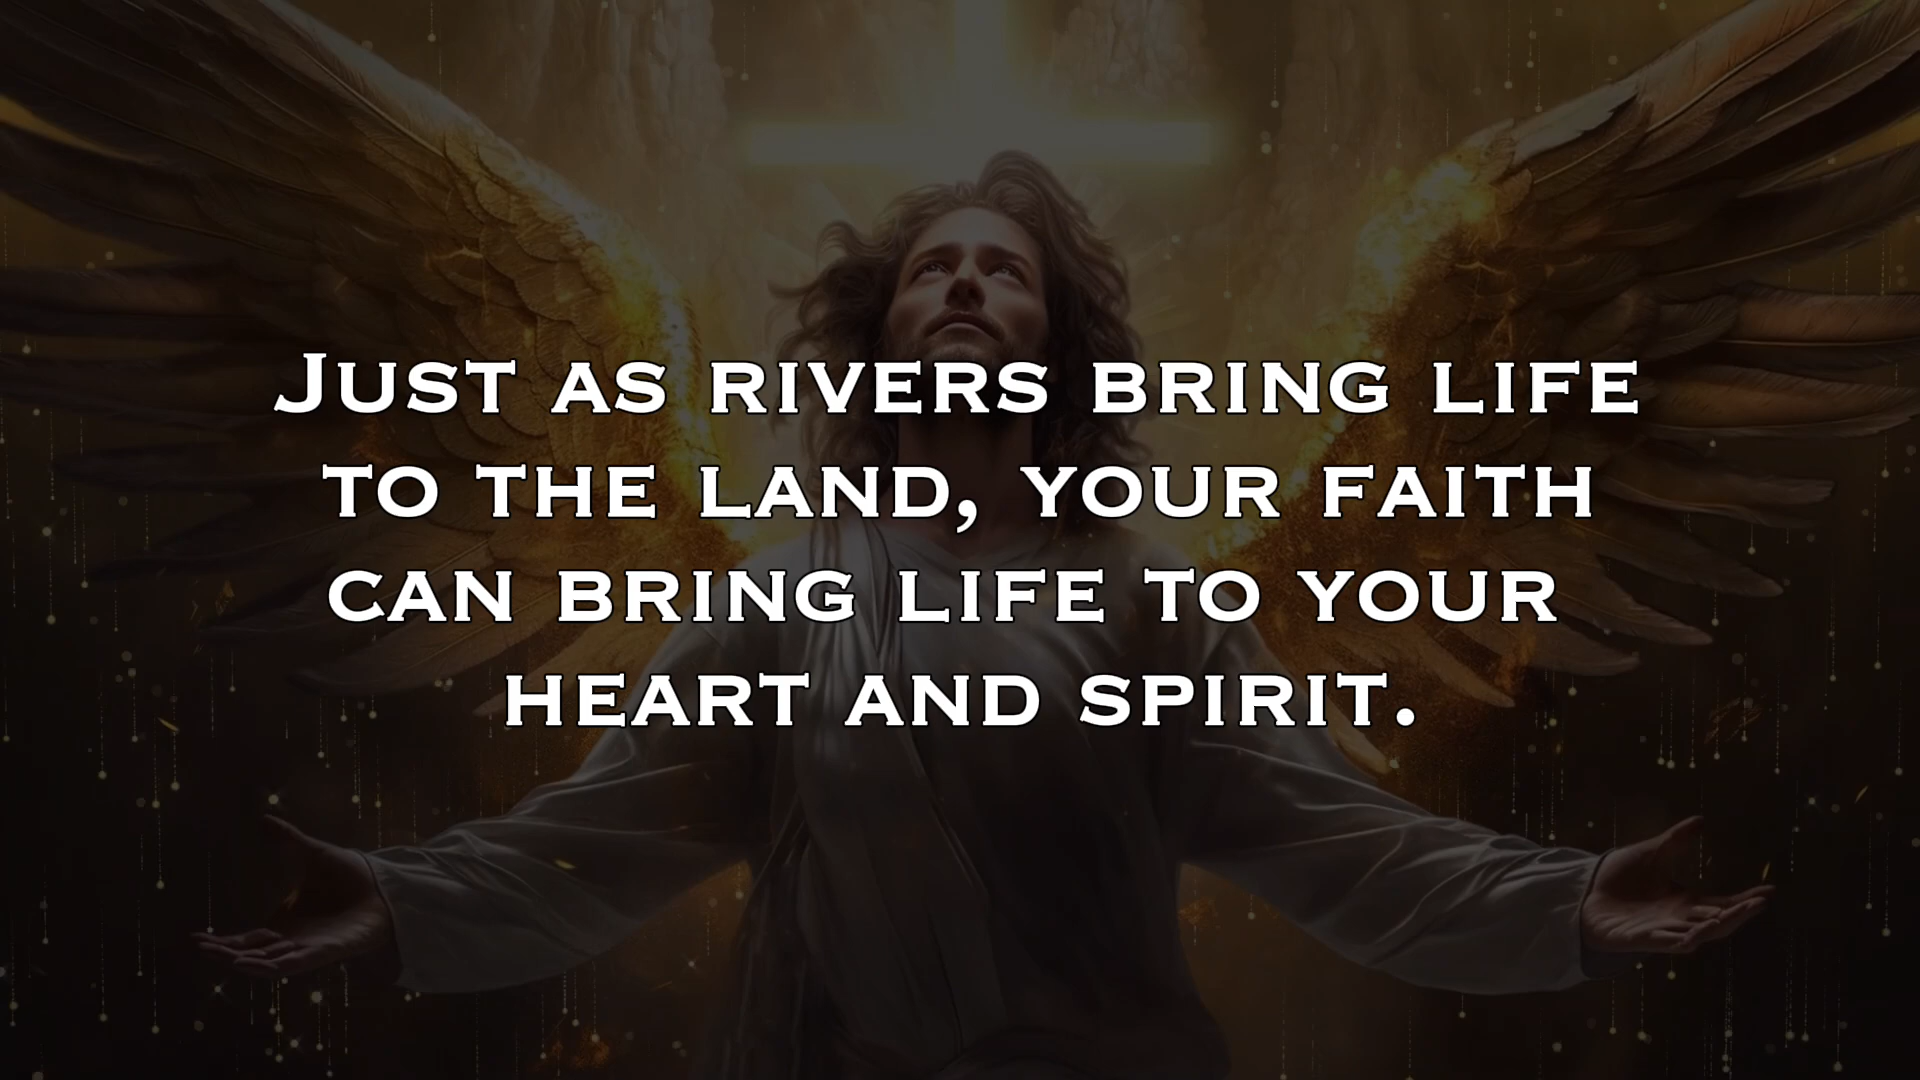 Just as rivers bring life
to the land, your faith
can bring life to your
heart and spirit.